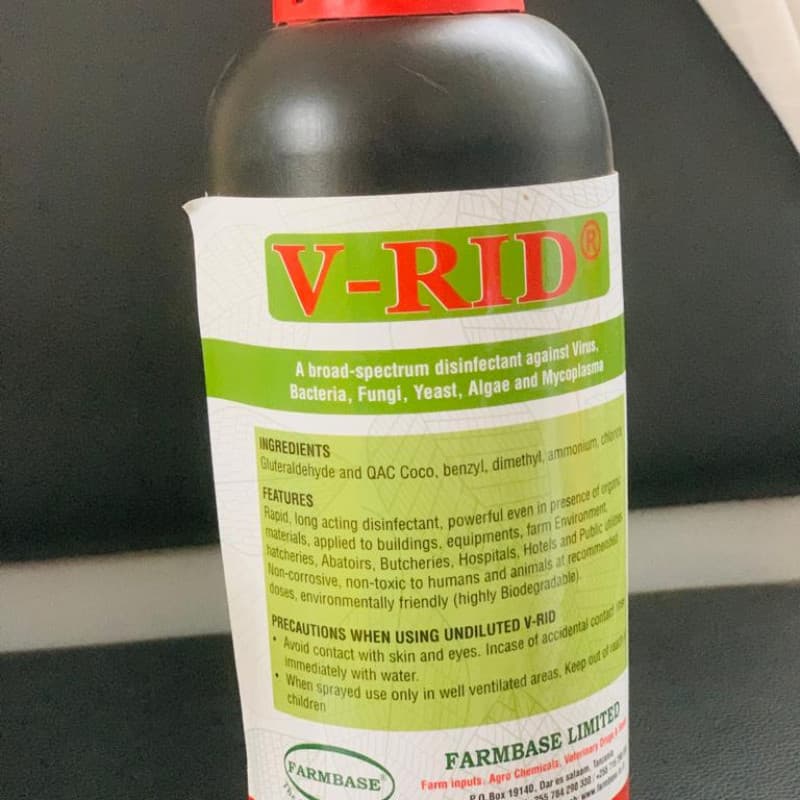 V-RID®
A broad-spectrum disinfectant against Virus,
Bacteria, Fungi, Yeast, Algae and Mycoplasma
INGREDIENTS
Gluteraldehyde and QAC Coco, benzyl, dimethyl, ammonium,
FEATURES
Rapid, long acting disinfectant, powerful even in presence of organic
materials, applied to buildings, equipments, farm Environment,
hatcheries, Abatoirs, Butcheries, Hospitals, Hotels and Public utilities
Non-corrosive, non-toxic to humans and animals at recommended
doses, environmentally friendly (highly Biodegradable).
PRECAUTIONS WHEN USING UNDILUTED V-RID
• Avoid contact with skin and eyes. Incase of accidental contact
immediately with water.
• When sprayed use only in well ventilated areas. Keep out of reach
children
FARMBASE®
FARMBASE LIMITED
Farm inputs, Agro Chemicals, Veterinary Drugs &
P.O Box 19140, Dar es salaam, Tanzania
255 784 298 330